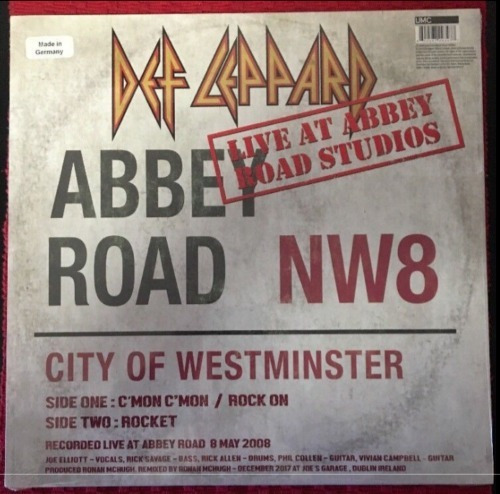 Made in
Germany
UMC
DEF LEPPARD
LIVE AT ABBEY
ROAD STUDIOS
ABBEY
ROAD NW8
CITY OF WESTMINSTER
SIDE ONE : C'MON C'MON / ROCK ON
SIDE TWO : ROCKET
RECORDED LIVE AT ABBEY ROAD 8 MAY 2008
JOE ELLIOTT – VOCALS, RICK SAVAGE – BASS, RICK ALLEN – DRUMS, PHIL COLLEN – GUITAR, VIVIAN CAMPBELL – GUITAR
PRODUCED RONAN MCHUGH, REMIXED BY RONAN MCHUGH – DECEMBER 2017 AT JOE'S GARAGE , DUBLIN IRELAND